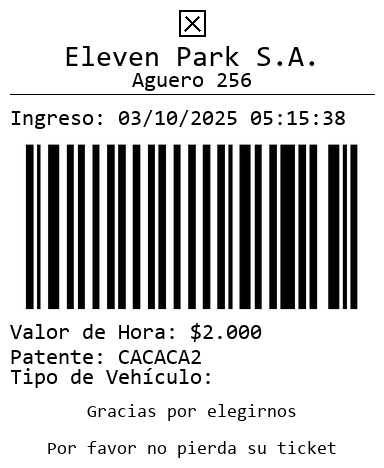 Eleven Park S.A.
Aguero 256
Ingreso: 03/10/2025 05:15:38
Valor de Hora: $2.000
Patente: CACACA2
Tipo de Vehículo:
Gracias por elegirnos
Por favor no pierda su ticket